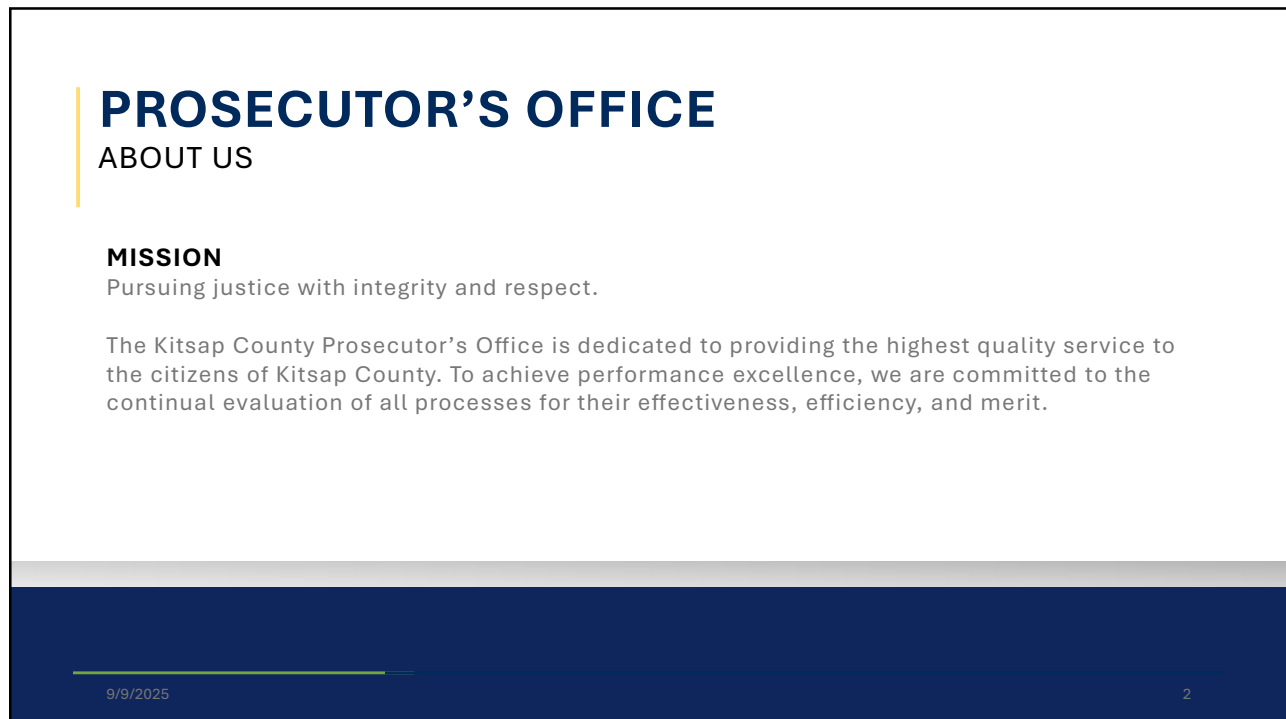 PROSECUTOR’S OFFICE
ABOUT US
MISSION
Pursuing justice with integrity and respect.
The Kitsap County Prosecutor’s Office is dedicated to providing the highest quality service to
the citizens of Kitsap County. To achieve performance excellence, we are committed to the
continual evaluation of all processes for their effectiveness, efficiency, and merit.
9/9/2025
2